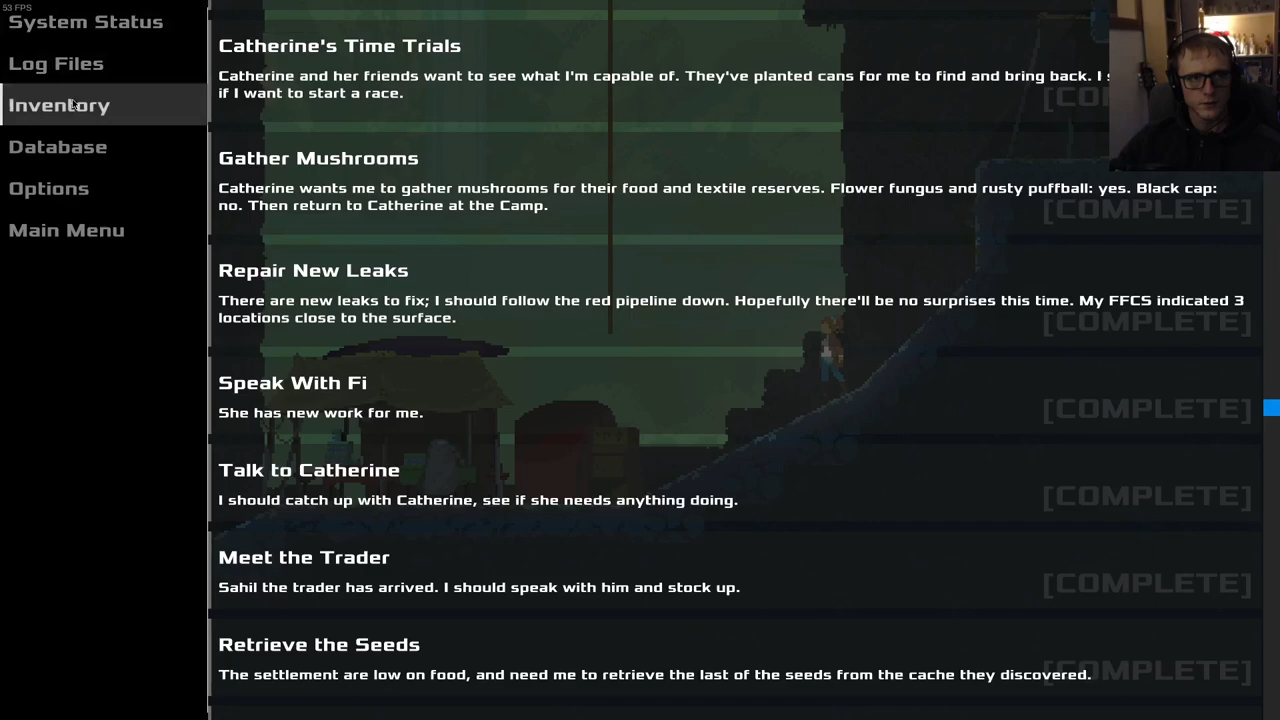 53 FPS
System Status
Log Files
Inventory
Database
Options
Main Menu
Catherine's Time Trials
Catherine and her friends want to see what I'm capable of. They've planted cans for me to find and bring back. I s
if I want to start a race.
[CO
Gather Mushrooms
Catherine wants me to gather mushrooms for their food and textile reserves. Flower fungus and rusty puffball: yes. Black cap:
no. Then return to Catherine at the Camp.
[COMPLETE]
Repair New Leaks
There are new leaks to fix; I should follow the red pipeline down. Hopefully there'll be no surprises this time. My FFCS indicated 3
locations close to the surface.
[COMPLETE]
Speak With Fi
She has new work for me.
[COMPLETE]
Talk to Catherine
I should catch up with Catherine, see if she needs anything doing.
[COMPLETE]
Meet the Trader
Sahil the trader has arrived. I should speak with him and stock up.
[COMPLETE]
Retrieve the Seeds
The settlement are low on food, and need me to retrieve the last of the seeds from the cache they discovered.
[COMPLETE]